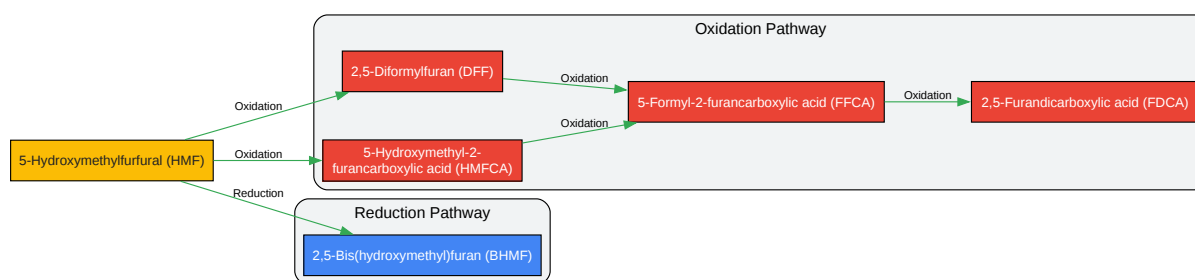 Oxidation Pathway
2,5-Diformylfuran (DFF)
Oxidation
5-Formyl-2-furancarboxylic acid (FFCA)
Oxidation
2,5-Furandicarboxylic acid (FDCA)
Oxidation
Oxidation
5-Hydroxymethylfurfural (HMF)
Oxidation
5-Hydroxymethyl-2-
furancarboxylic acid (HMFCA)
Reduction
Reduction Pathway
2,5-Bis(hydroxymethyl)furan (BHMF)